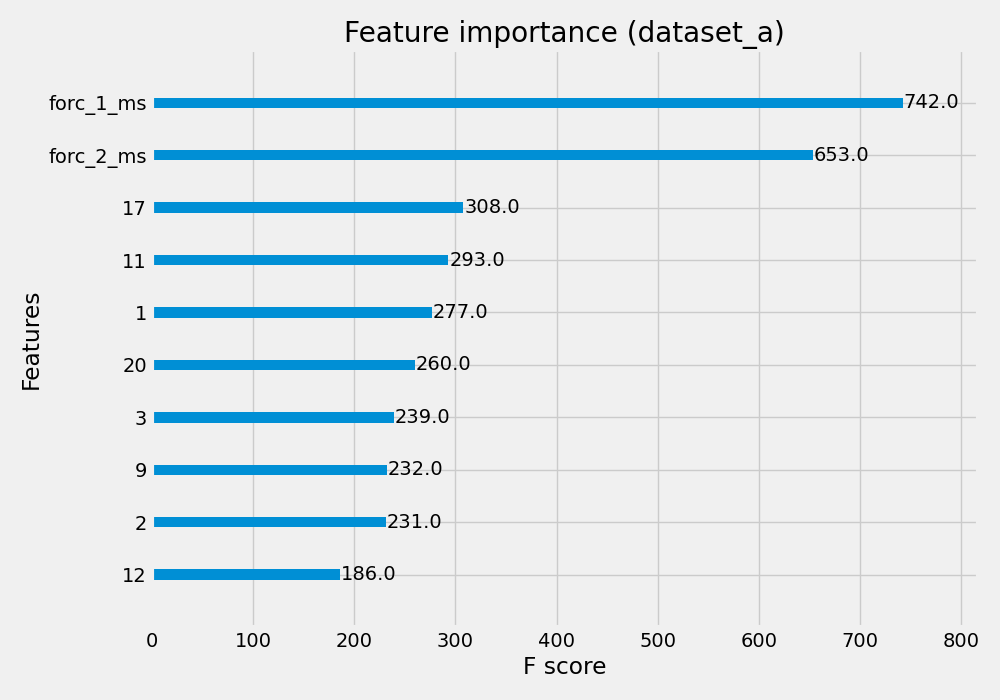 Feature importance (dataset_a)
Features
forc_1_ms 742.0
forc_2_ms 653.0
17 308.0
11 293.0
1 277.0
20 260.0
3 239.0
9 232.0
2 231.0
12 186.0
0 100 200 300 400 500 600 700 800
F score